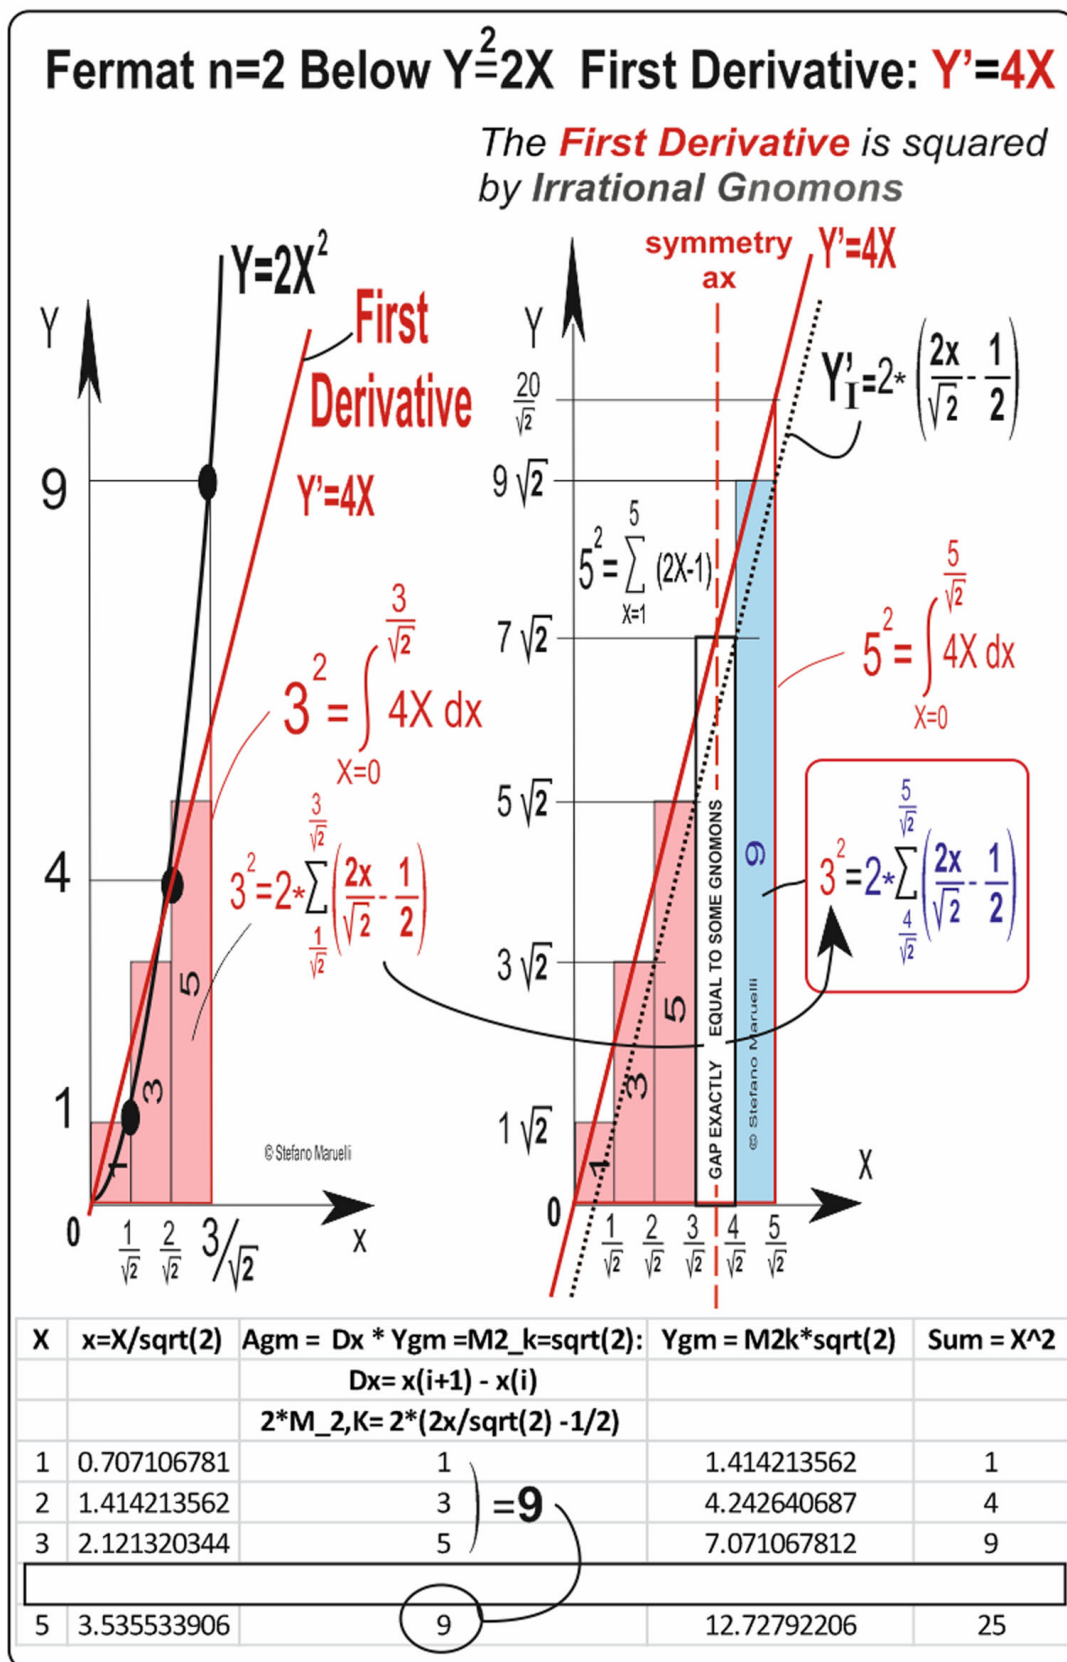 Fermat n=2 Below Y=2X² First Derivative: Y'=4X
The First Derivative is squared
by Irrational Gnomons
Y=2X²
Y
First
Derivative
Y'=4X
9
4
1
0
3² = ∫ 4X dx
3/√2
X=0
3²=2*∑(2x/√2 - 1/2)
3/√2
1/√2
1
3
5
© Stefano Maruelli
1/√2 2/√2 3/√2
x
symmetry
ax
Y'=4X
Y
Y'I=2*(2x/√2 - 1/2)
20/√2
9√2
7√2
5√2
3√2
1√2
0
5²=∑(2X-1)
5
X=1
5² = ∫ 4X dx
5/√2
X=0
3²=2*∑(2x/√2 - 1/2)
5/√2
4/√2
1
3
5
GAP EXACTLY EQUAL TO SOME GNOMONS
9
© Stefano Maruelli
X
1/√2 2/√2 3/√2 4/√2 5/√2
X x=X/sqrt(2) Agm = Dx * Ygm =M2_k=sqrt(2): Ygm = M2k*sqrt(2) Sum = X^2
Dx= x(i+1) - x(i)
2*M_2,K= 2*(2x/sqrt(2) -1/2)
1 0.707106781 1 1.414213562 1
2 1.414213562 3 =9 4.242640687 4
3 2.121320344 5 7.071067812 9
5 3.535533906 9 12.72792206 25